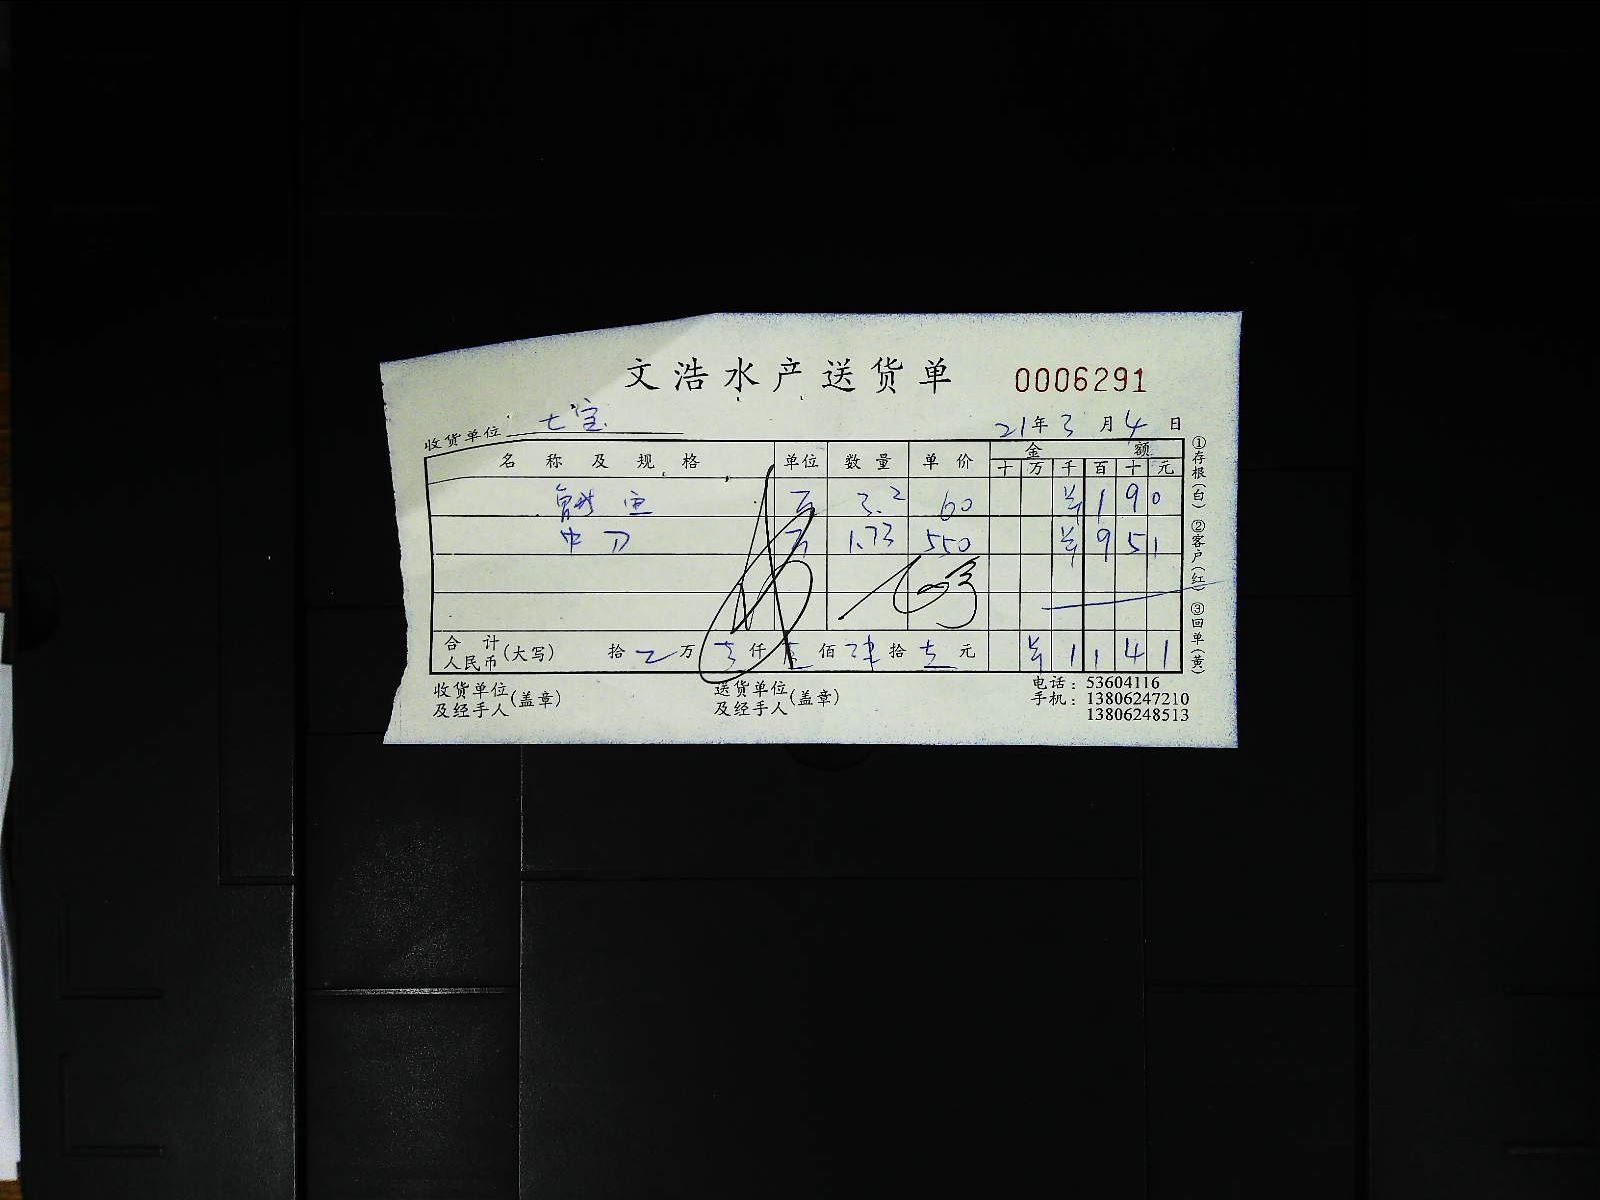 文浩水产送货单 0006291
收货单位 七宝 21年3月4日
名称及规格 单位 数量 单价 金额
十 万 千 百 十 元
3.2 60 1 9 0
中刀 1.73 550 9 5 1
合计人民币(大写) 拾 万 仟 佰 拾 元 1 1 4 1
收货单位及经手人(盖章) 送货单位及经手人(盖章) 电话:53604116
手机:13806247210
13806248513
①存根(白) ②客户(红) ③回单(黄)